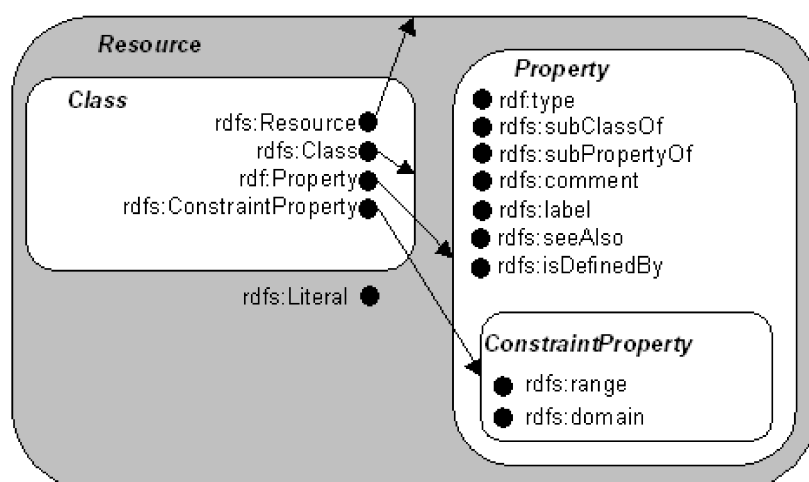 Resource
Class
rdfs:Resource
rdfs:Class
rdf:Property
rdfs:ConstraintProperty
rdfs:Literal
Property
rdf:type
rdfs:subClassOf
rdfs:subPropertyOf
rdfs:comment
rdfs:label
rdfs:seeAlso
rdfs:isDefinedBy
ConstraintProperty
rdfs:range
rdfs:domain